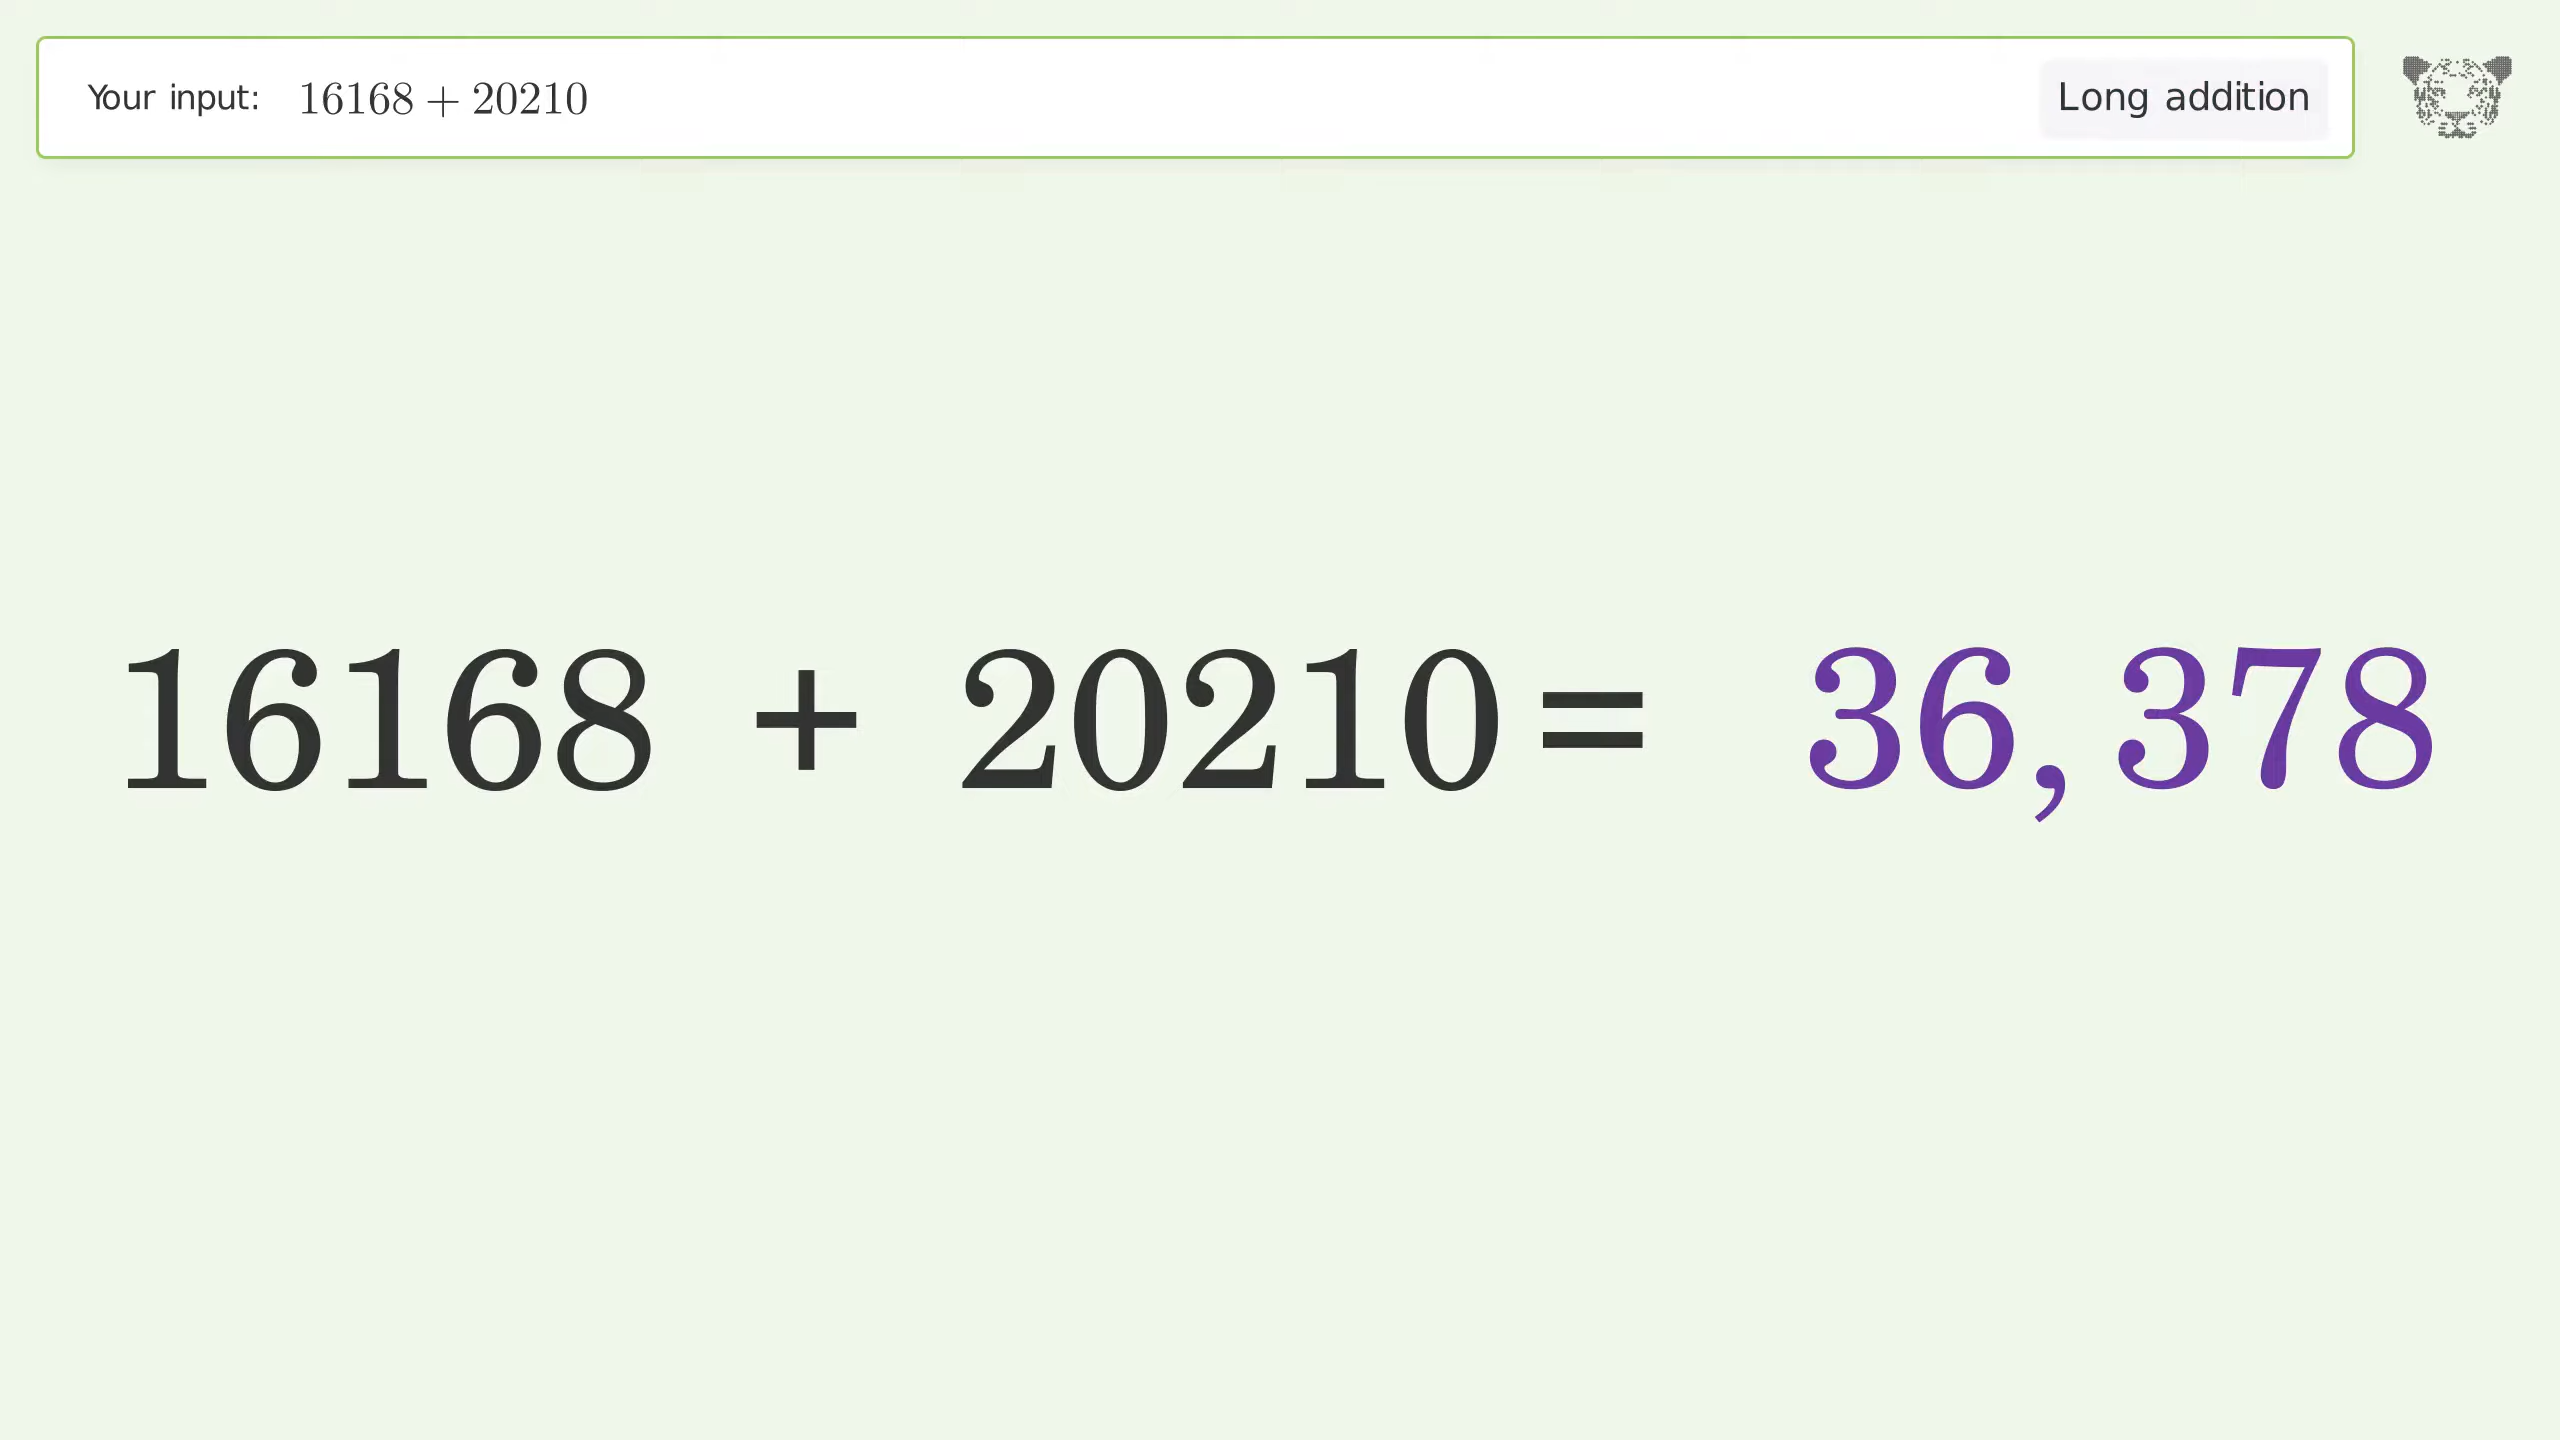 Your input: 16168 + 20210 Long addition
16168 + 20210 = 36,378